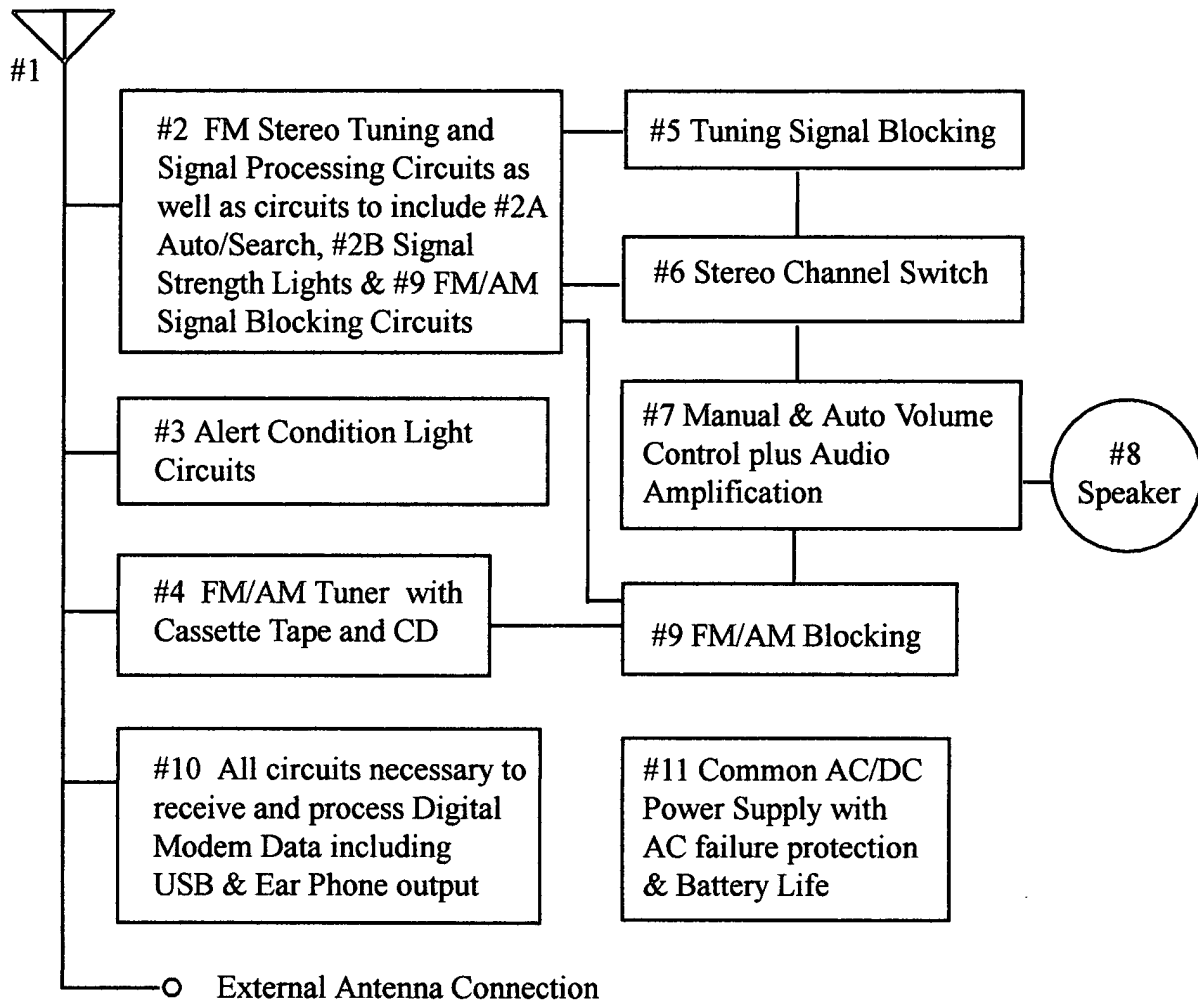 #1
#2 FM Stereo Tuning and
Signal Processing Circuits as
well as circuits to include #2A
Auto/Search, #2B Signal
Strength Lights & #9 FM/AM
Signal Blocking Circuits
#5 Tuning Signal Blocking
#6 Stereo Channel Switch
#3 Alert Condition Light
Circuits
#7 Manual & Auto Volume
Control plus Audio
Amplification
#8
Speaker
#4 FM/AM Tuner with
Cassette Tape and CD
#9 FM/AM Blocking
#10 All circuits necessary to
receive and process Digital
Modem Data including
USB & Ear Phone output
#11 Common AC/DC
Power Supply with
AC failure protection
& Battery Life
External Antenna Connection